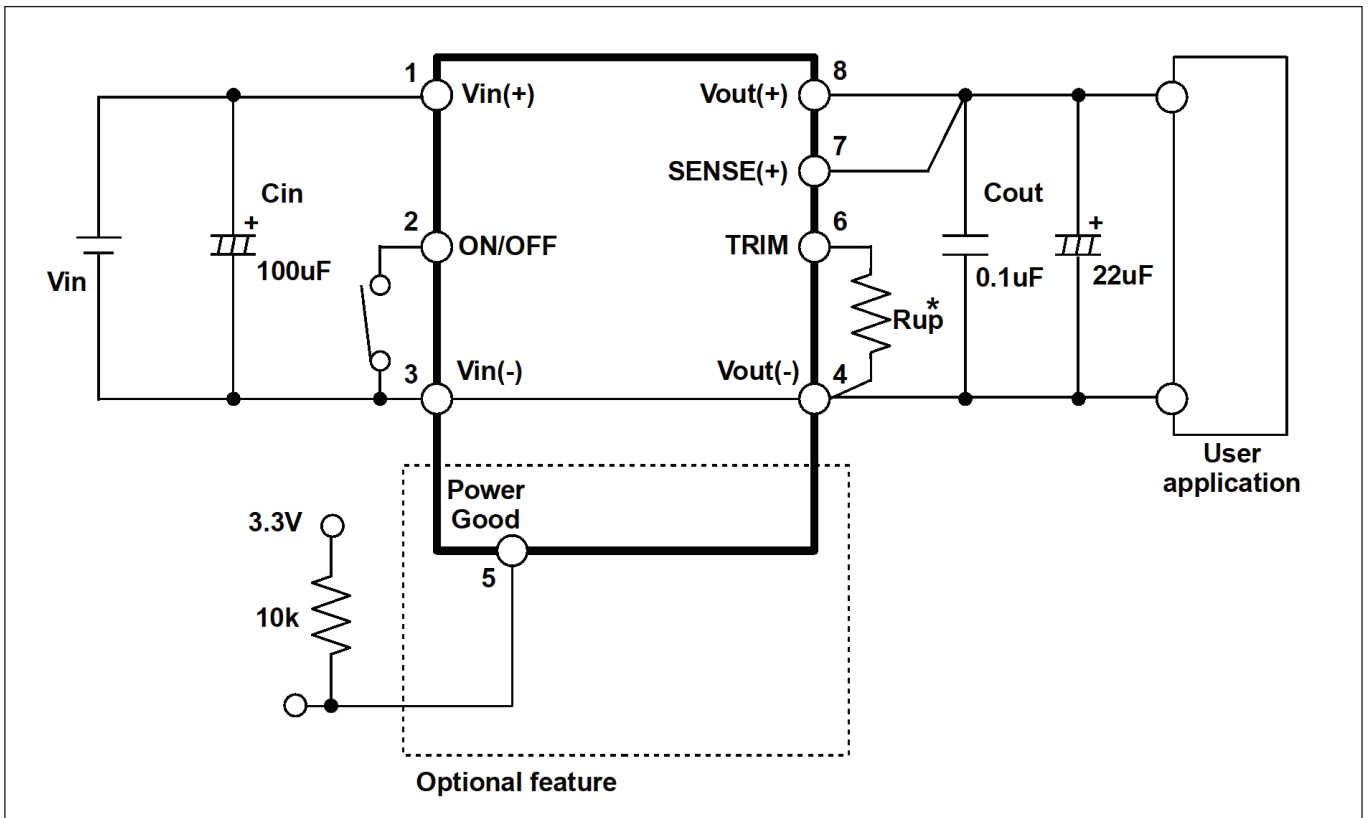 1
Vin(+)
Vout(+)
8
7
SENSE(+)
Cin
+
100uF
Vin
2
ON/OFF
TRIM
6
Rup*
Cout
0.1uF
+
22uF
3
Vin(-)
Vout(-)
4
User
application
Power
Good
5
3.3V
10k
Optional feature